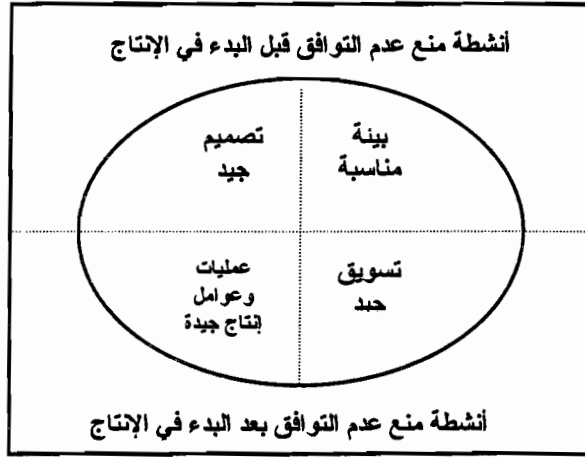 أنشطة منع عدم التوافق قبل البدء في الإنتاج
بيئة
مناسبة
تصميم
جيد
تسويق
جيد
عمليات
وعوامل
إنتاج جيدة
أنشطة منع عدم التوافق بعد البدء في الإنتاج